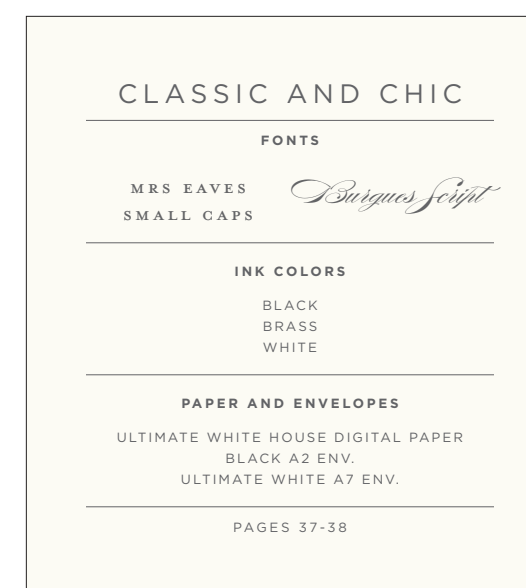 CLASSIC AND CHIC
FONTS
MRS EAVES
SMALL CAPS
Burgues Script
INK COLORS
BLACK
BRASS
WHITE
PAPER AND ENVELOPES
ULTIMATE WHITE HOUSE DIGITAL PAPER
BLACK A2 ENV.
ULTIMATE WHITE A7 ENV.
PAGES 37-38